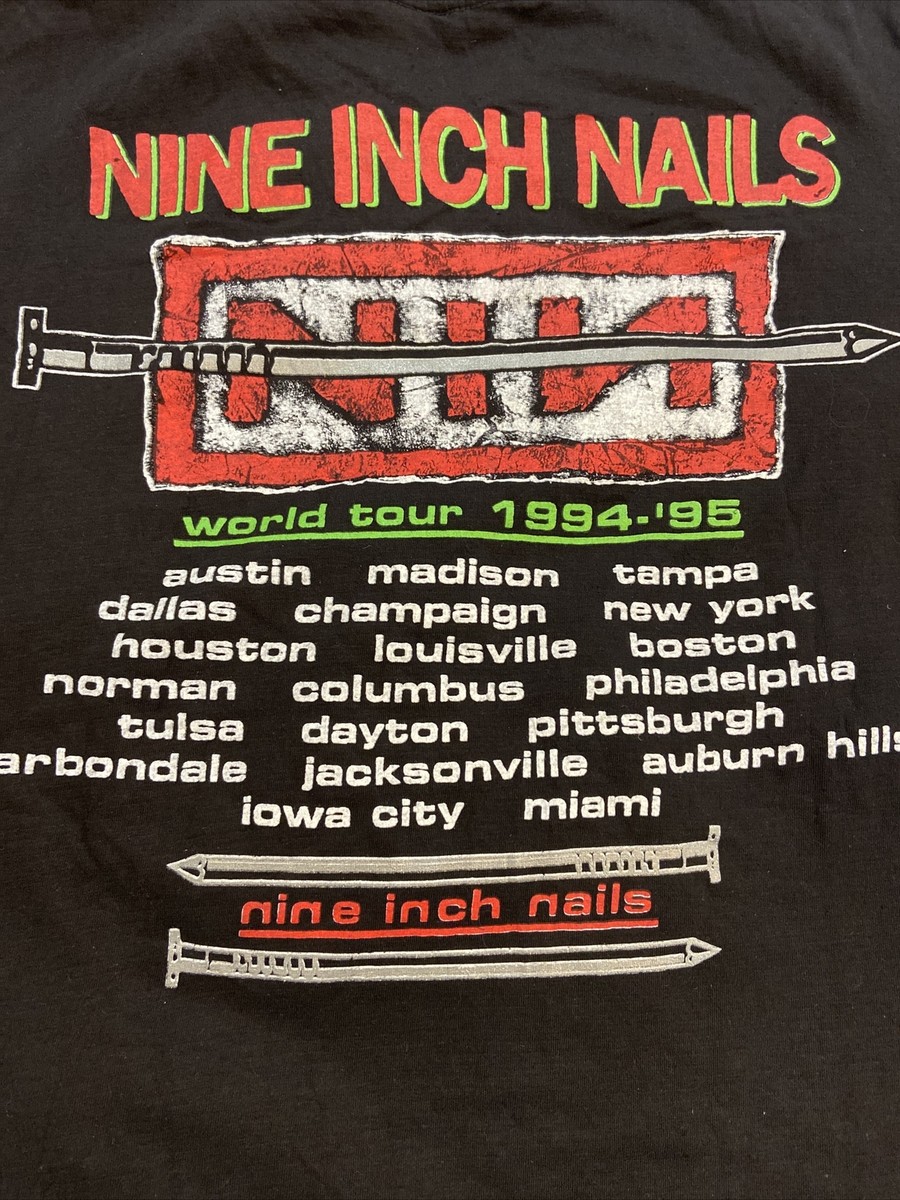 NINE INCH NAILS
NIN
world tour 1994-'95
austin madison tampa
dallas champaign new york
houston louisville boston
norman columbus philadelphia
tulsa dayton pittsburgh
arbondale jacksonville auburn hills
iowa city miami
nine inch nails